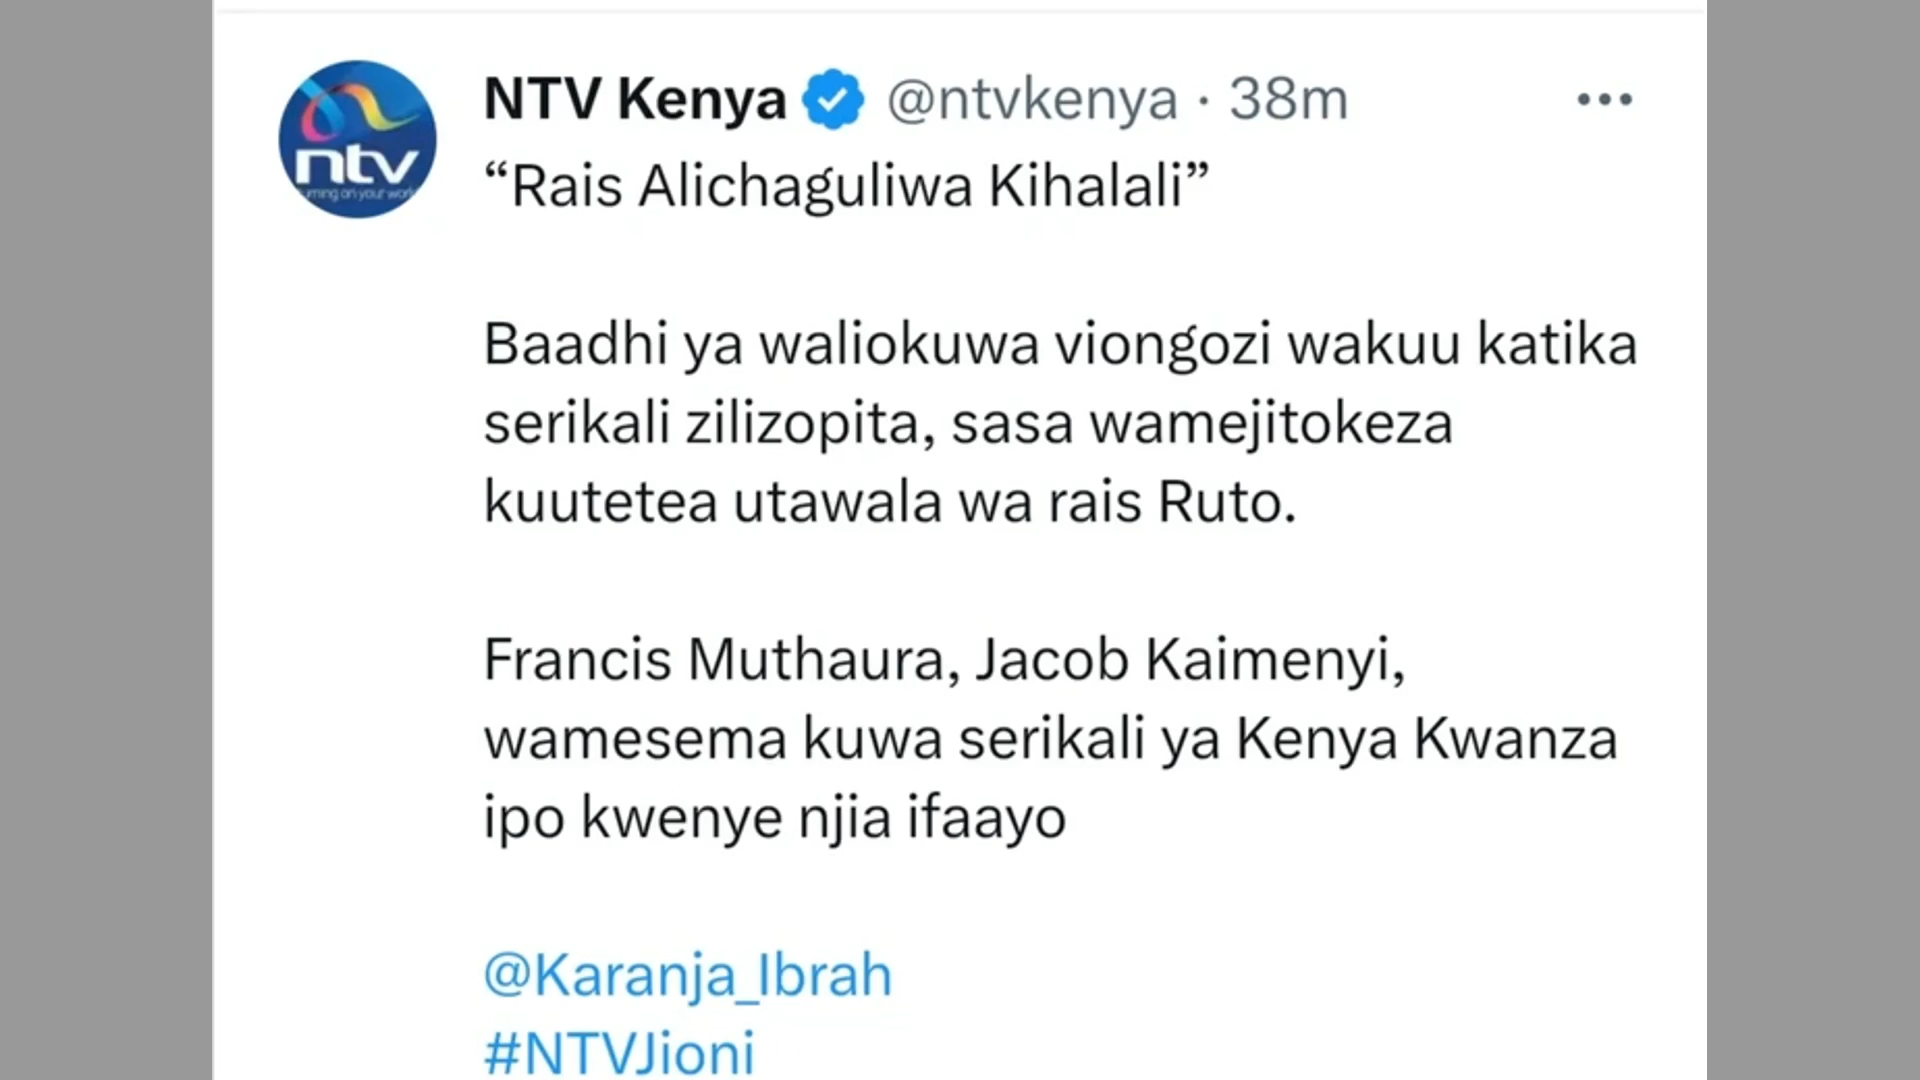 NTV Kenya @ntvkenya · 38m
"Rais Alichaguliwa Kihalali"
Baadhi ya waliokuwa viongozi wakuu katika
serikali zilizopita, sasa wamejitokeza
kuutetea utawala wa rais Ruto.
Francis Muthaura, Jacob Kaimenyi,
wamesema kuwa serikali ya Kenya Kwanza
ipo kwenye njia ifaayo
@Karanja_Ibrah
#NTVJioni
ntv